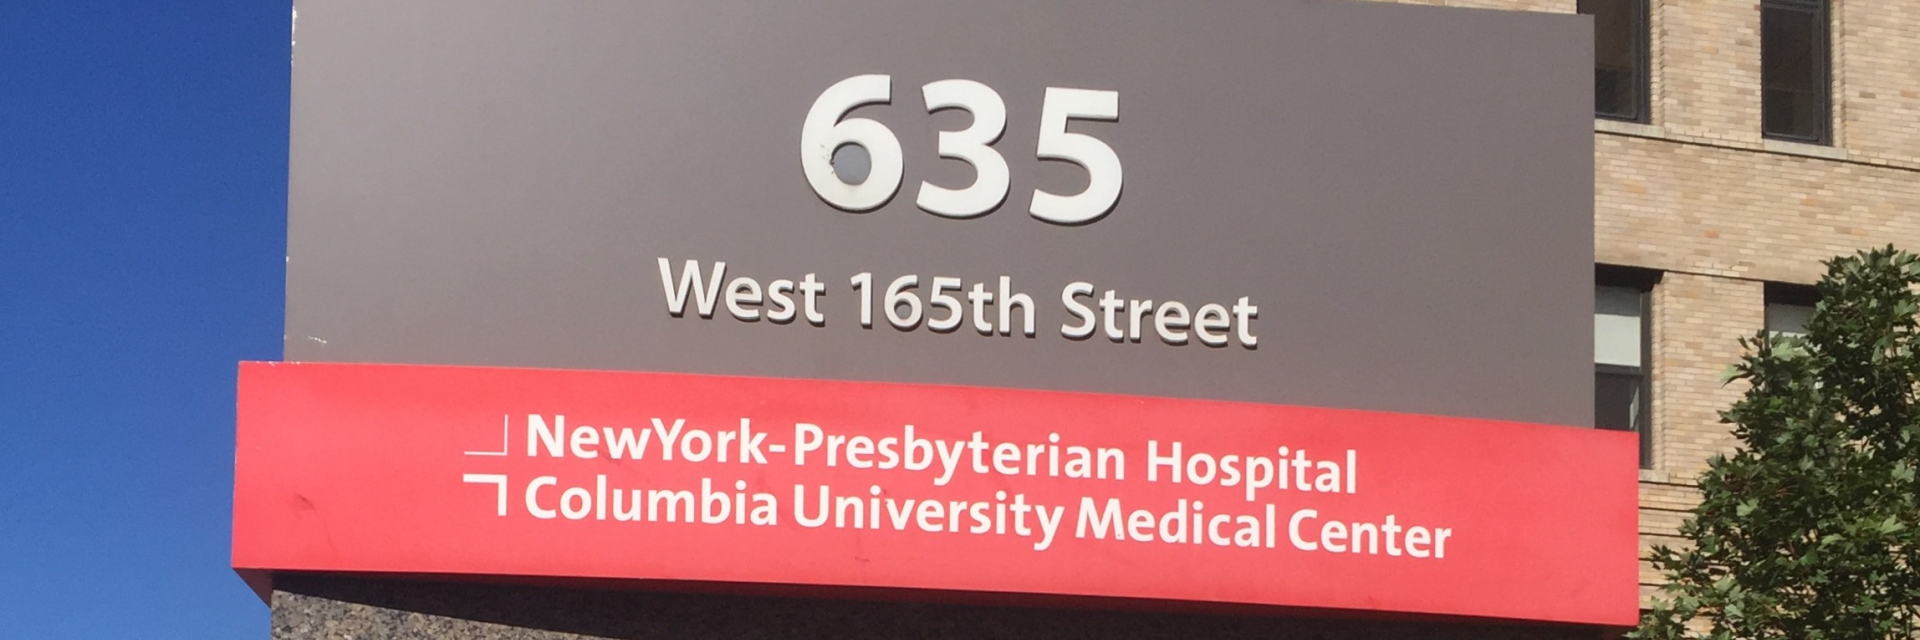 635
West 165th Street
NewYork-Presbyterian Hospital
Columbia University Medical Center